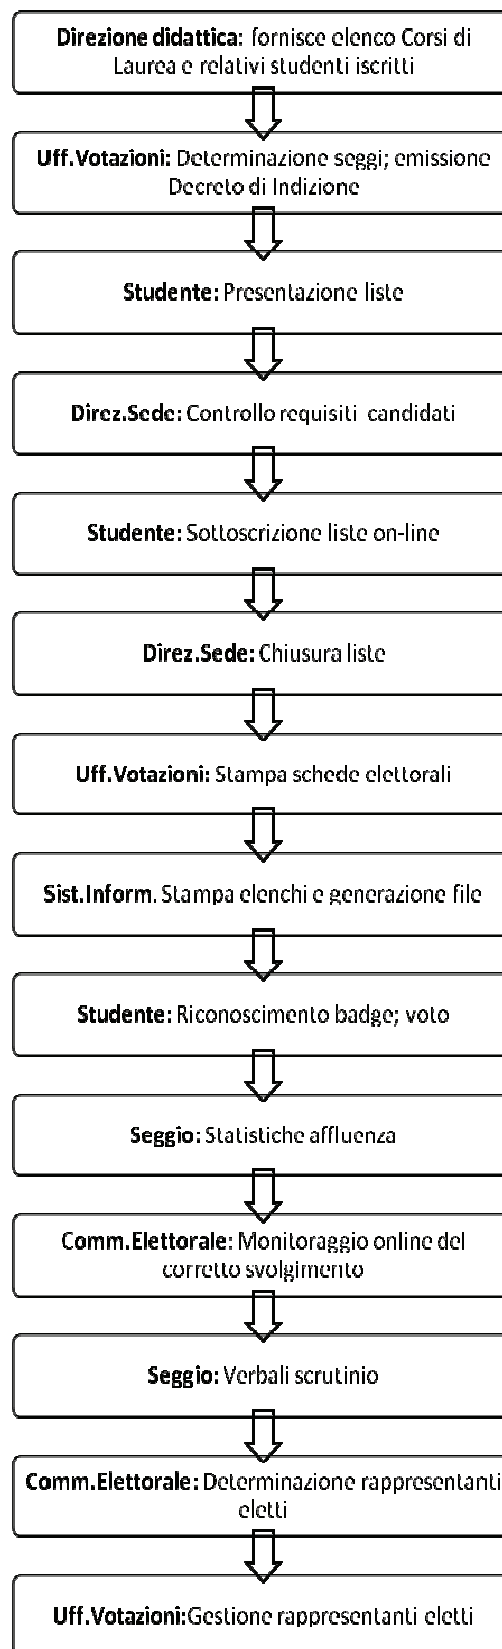 Direzione didattica: fornisce elenco Corsi di
Laurea e relativi studenti iscritti
Uff.Votazioni: Determinazione seggi; emissione
Decreto di Indizione
Studente: Presentazione liste
Direz.Sede: Controllo requisiti candidati
Studente: Sottoscrizione liste on-line
Direz.Sede: Chiusura liste
Uff.Votazioni: Stampa schede elettorali
Sist.Inform. Stampa elenchi e generazione file
Studente: Riconoscimento badge; voto
Seggio: Statistiche affluenza
Comm.Elettorale: Monitoraggio online del
corretto svolgimento
Seggio: Verbali scrutinio
Comm.Elettorale: Determinazione rappresentanti
eletti
Uff.Votazioni:Gestione rappresentanti eletti